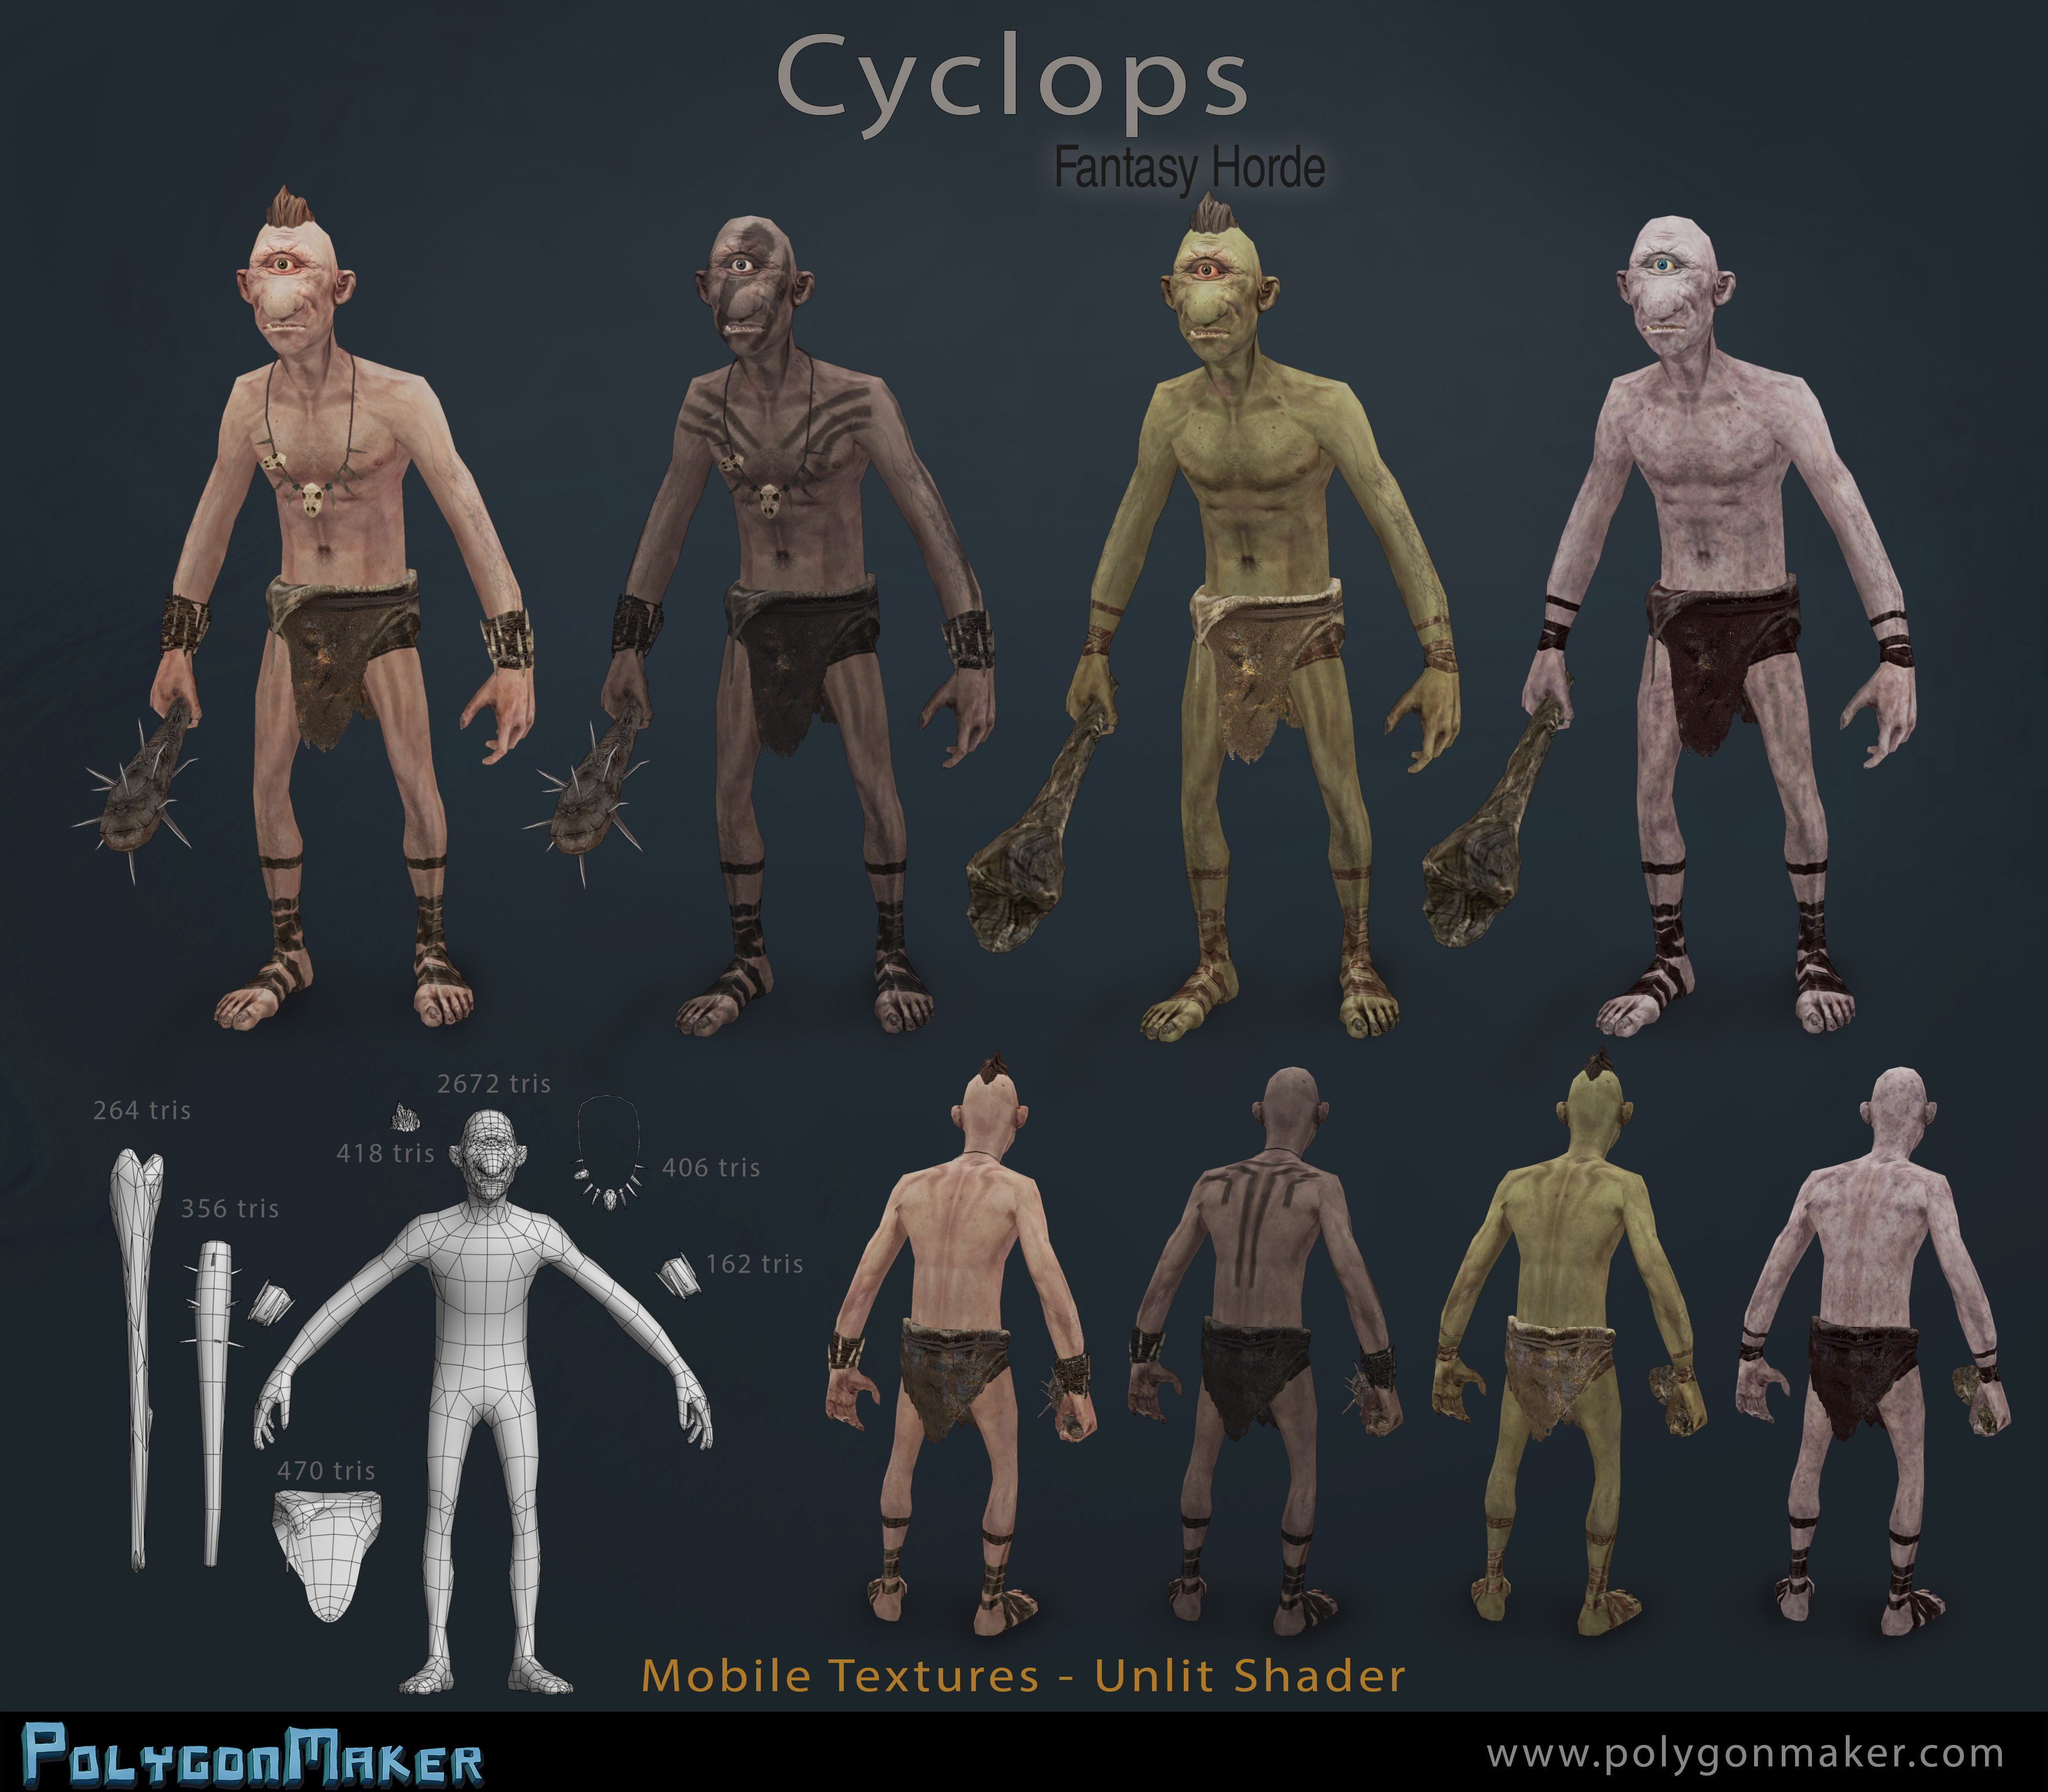 Cyclops
Fantasy Horde
2672 tris
264 tris
418 tris
406 tris
356 tris
162 tris
470 tris
Mobile Textures - Unlit Shader
PolygonMaker
www.polygonmaker.com